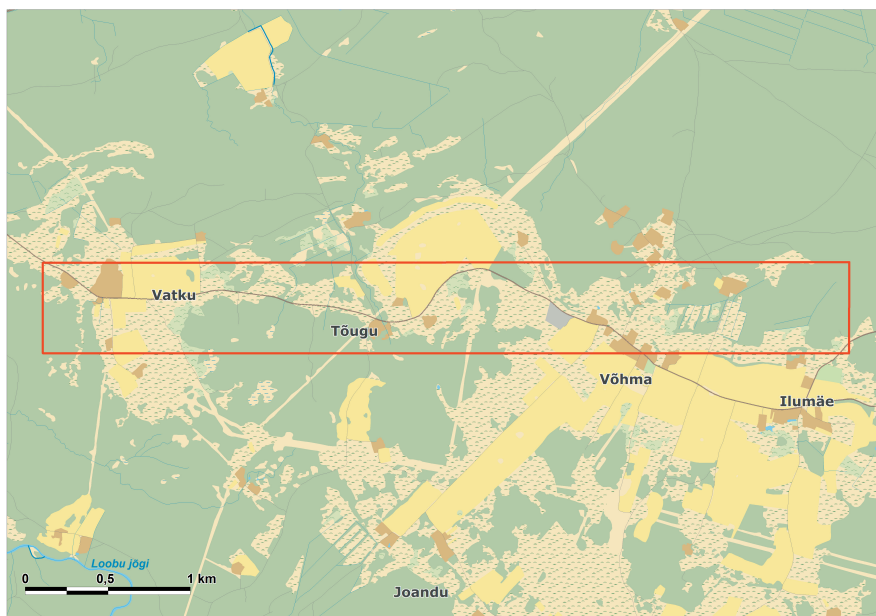 Vatku
Tõugu
Võhma
Ilumäe
Loobu jõgi
0 0,5 1 km
Joandu